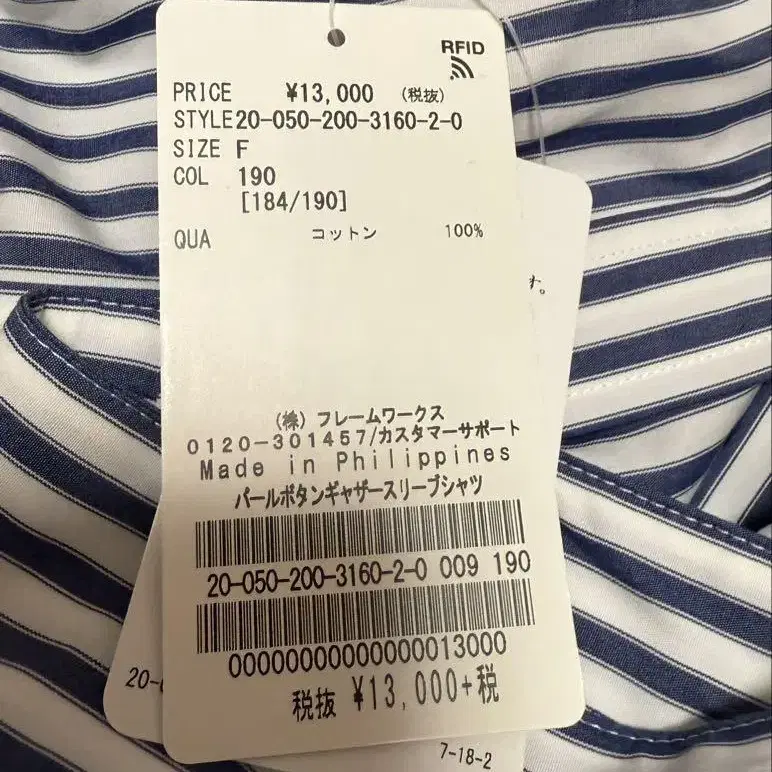 RFID
PRICE ¥13,000 (税抜)
STYLE20-050-200-3160-2-0
SIZE F
COL 190
[184/190]
QUA コットン 100%
す。
(株) フレームワークス
0120-301457/カスタマーサポート
Made in Philippines
パールボタンギャザースリーブシャツ
20-050-200-3160-2-0 009 190
0000000000000013000
税抜 ¥13,000+税
20-
7-18-2